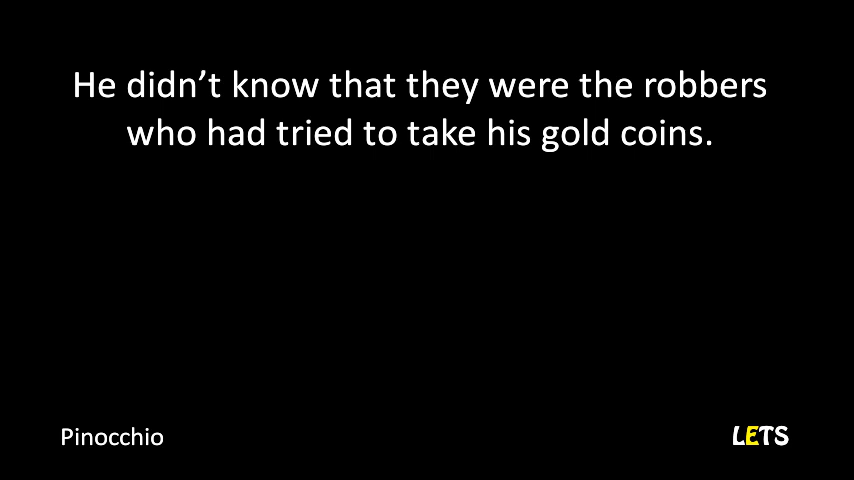 He didn’t know that they were the robbers
who had tried to take his gold coins.
Pinocchio
LETS